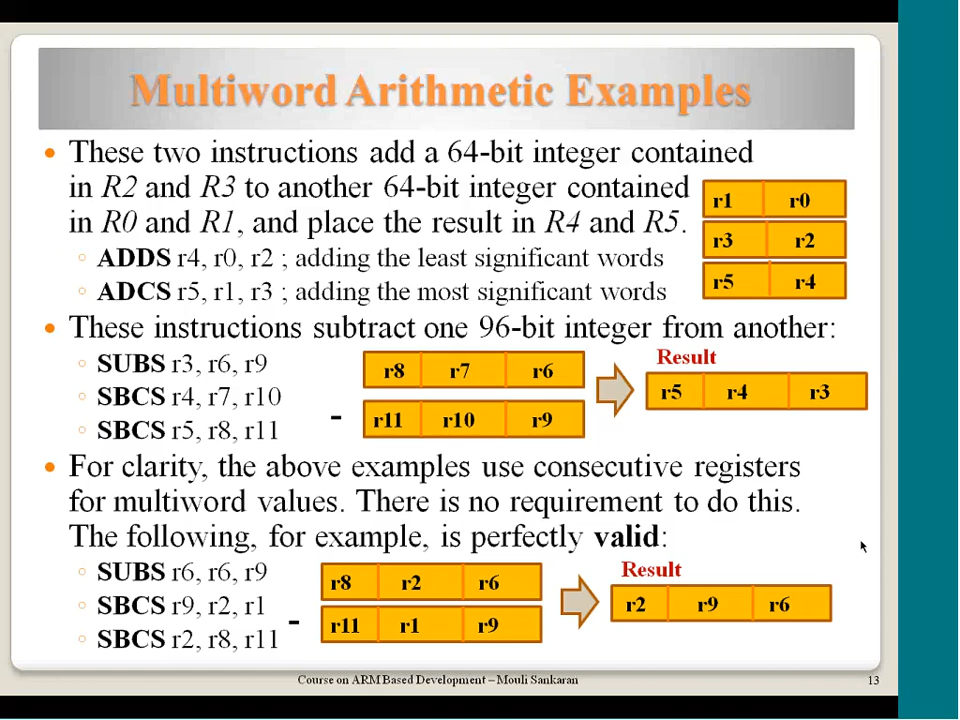 Multiword Arithmetic Examples
• These two instructions add a 64-bit integer contained
in R2 and R3 to another 64-bit integer contained
in R0 and R1, and place the result in R4 and R5.
r1 r0
r3 r2
r5 r4
◦ ADDS r4, r0, r2 ; adding the least significant words
◦ ADCS r5, r1, r3 ; adding the most significant words
• These instructions subtract one 96-bit integer from another:
◦ SUBS r3, r6, r9
◦ SBCS r4, r7, r10
◦ SBCS r5, r8, r11
r8 r7 r6
-
r11 r10 r9
Result
r5 r4 r3
• For clarity, the above examples use consecutive registers
for multiword values. There is no requirement to do this.
The following, for example, is perfectly valid:
◦ SUBS r6, r6, r9
◦ SBCS r9, r2, r1
◦ SBCS r2, r8, r11
r8 r2 r6
-
r11 r1 r9
Result
r2 r9 r6
Course on ARM Based Development – Mouli Sankaran
13